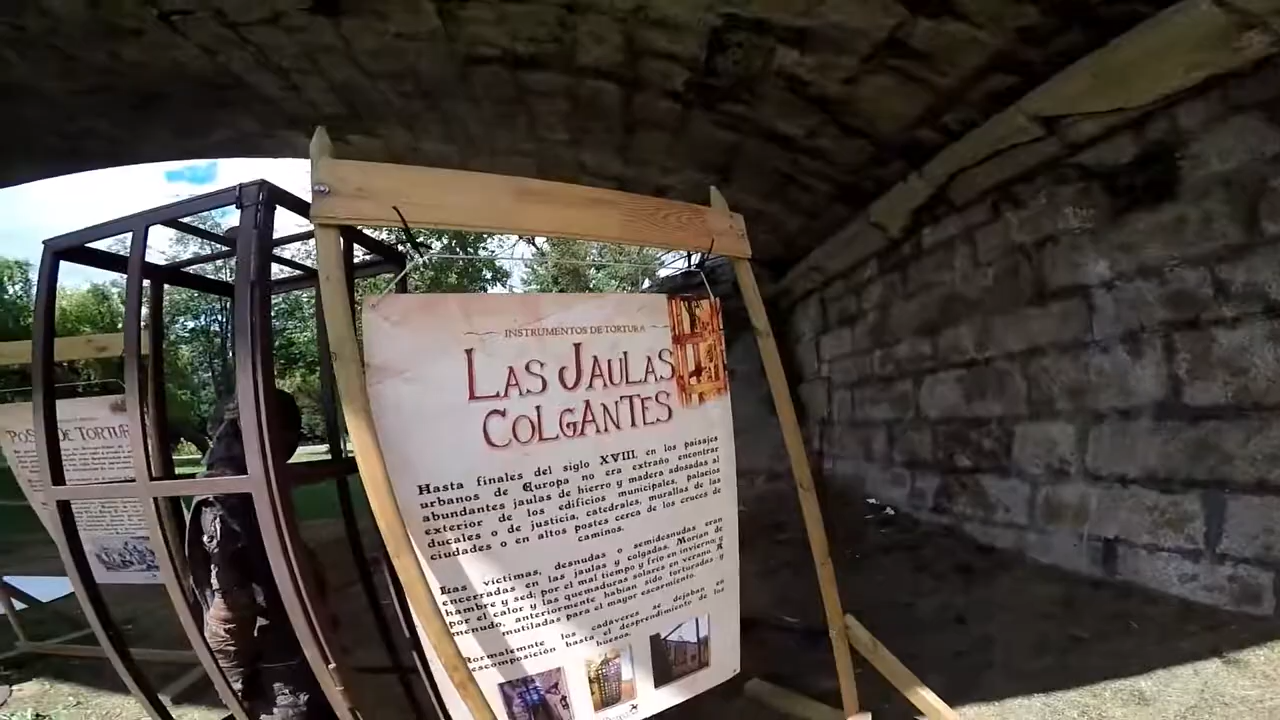 INSTRUMENTOS DE TORTURA
LAS JAULAS
COLGANTES
Hasta finales del siglo XVIII, en los paisajes
urbanos de Europa no era extraño encontrar
abundantes jaulas de hierro y madera adosadas al
exterior de los edificios municipales, palacios
ducales o de justicia, catedrales, murallas de las
ciudades o en altos postes cerca de los cruces de
caminos.
Las víctimas, desnudas o semidesnudas eran
encerradas en las jaulas y colgadas. Morían de
hambre y sed; por el mal tiempo y frío en invierno; y
por el calor y las quemaduras solares en verano. A
menudo, anteriormente habían sido torturadas y
mutiladas para el mayor escarmiento.
Normalemnte los cadáveres se dejaban en
descomposición hasta el desprendimiento de los
huesos.
DE TORTUR